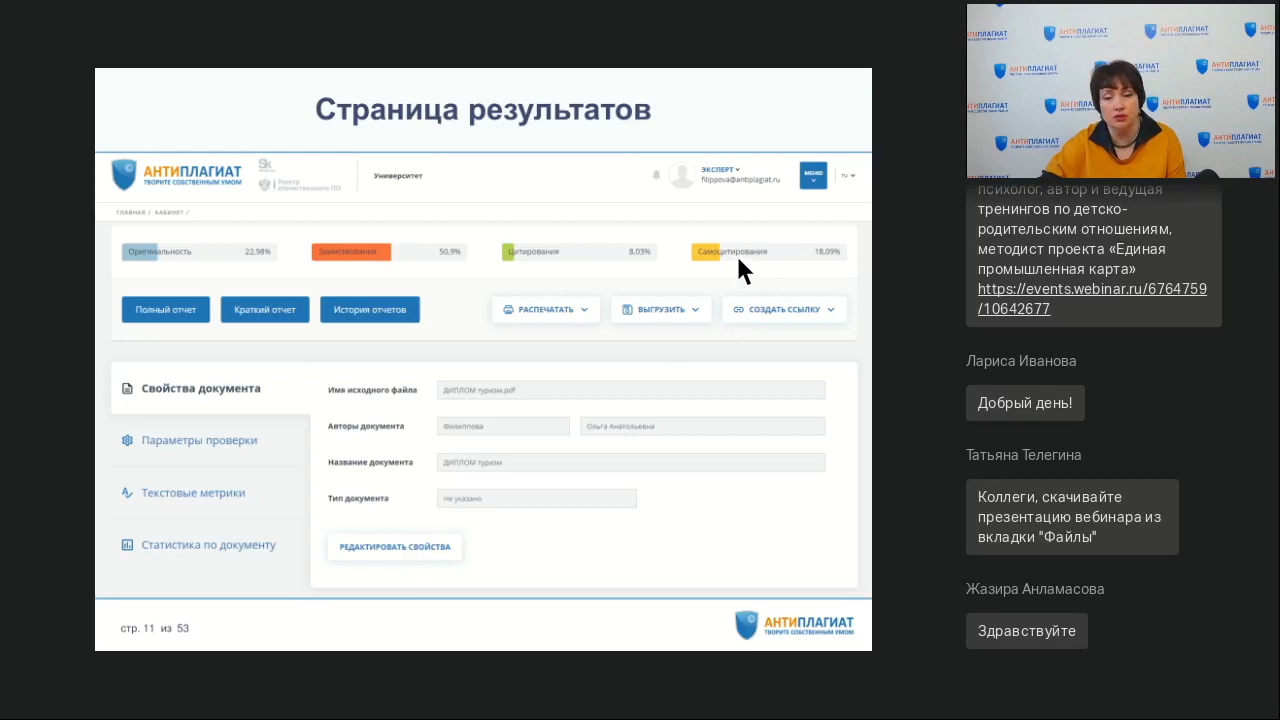 Страница результатов
АНТИПЛАГИАТ
ТВОРИТЕ СОБСТВЕННЫМ УМОМ
Sk
Реестр
отечественного ПО
Университет
ЭКСПЕРТ
filippova@antiplagiat.ru
МЕНЮ
ru
ГЛАВНАЯ / КАБИНЕТ /
Оригинальность 22,98%
Заимствования 50,9%
Цитирования 8,03%
Самоцитирования 18,09%
Полный отчет
Краткий отчет
История отчетов
РАСПЕЧАТАТЬ
ВЫГРУЗИТЬ
СОЗДАТЬ ССЫЛКУ
Свойства документа
Параметры проверки
Текстовые метрики
Статистика по документу
Имя исходного файла ДИПЛОМ туризм.pdf
Авторы документа Филиппова Ольга Анатольевна
Название документа ДИПЛОМ туризм
Тип документа Не указано
РЕДАКТИРОВАТЬ СВОЙСТВА
стр. 11 из 53
АНТИПЛАГИАТ
ТВОРИТЕ СОБСТВЕННЫМ УМОМ
психолог, автор и ведущая
тренингов по детско-
родительским отношениям,
методист проекта «Единая
промышленная карта»
https://events.webinar.ru/6764759
/10642677
Лариса Иванова
Добрый день!
Татьяна Телегина
Коллеги, скачивайте
презентацию вебинара из
вкладки "Файлы"
Жазира Анламасова
Здравствуйте